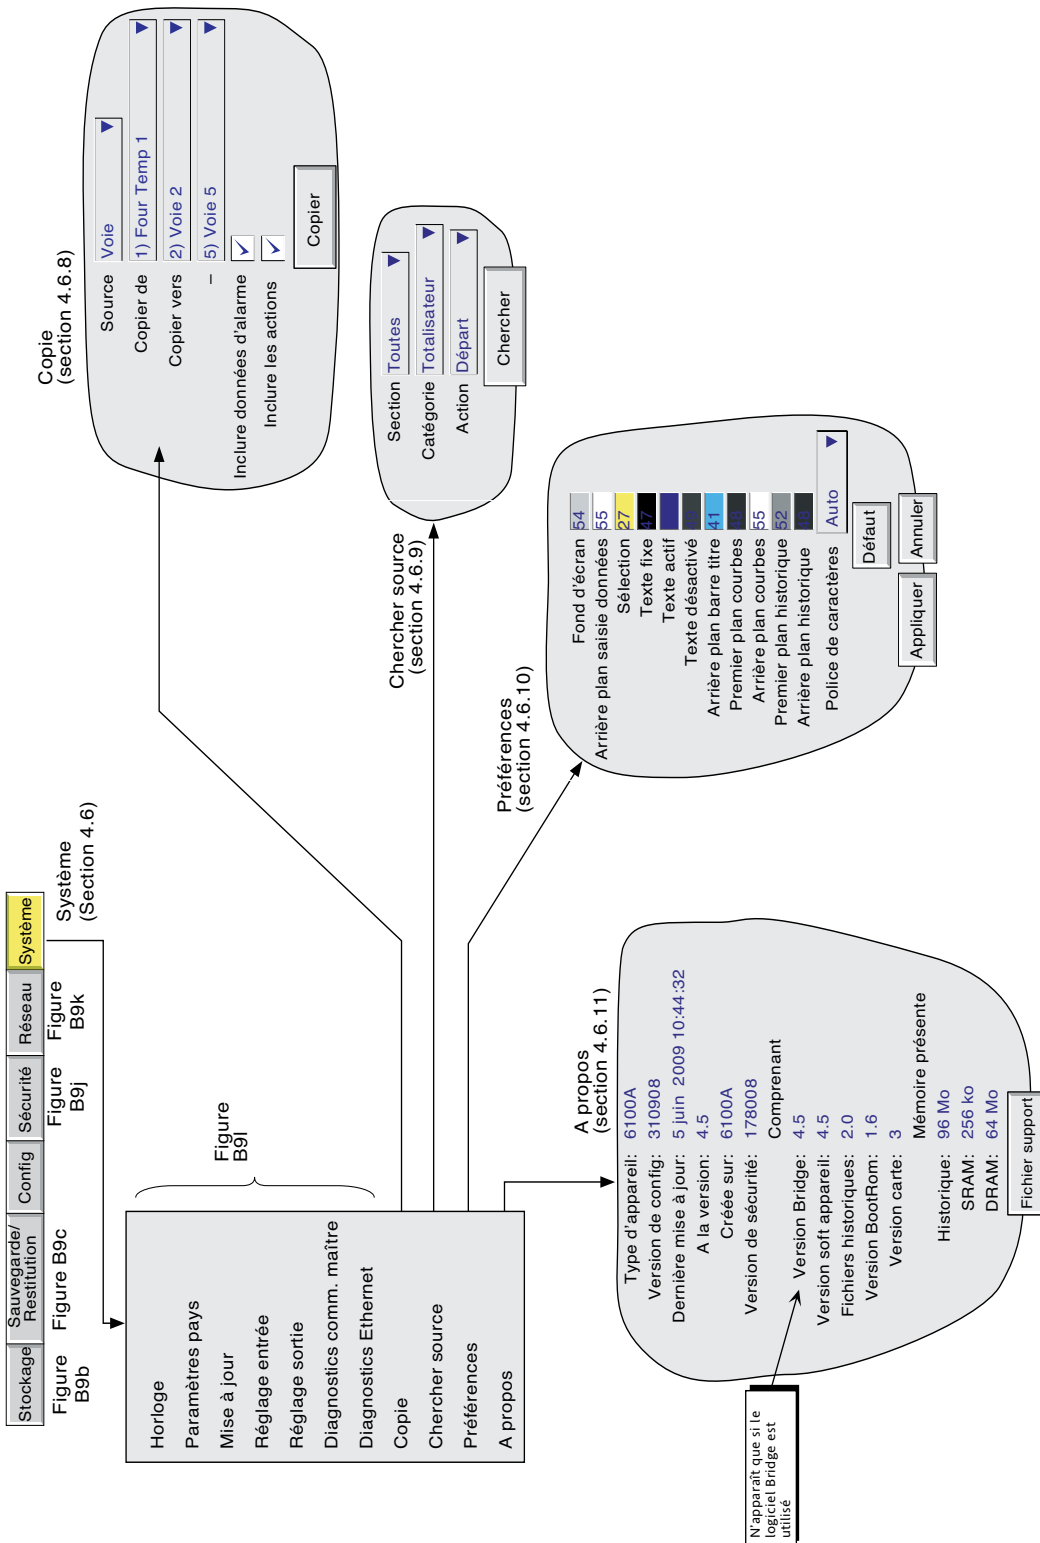 Stockage
Sauvegarde/
Restitution
Config
Sécurité
Réseau
Système
Figure
B9b
Figure B9c
Figure
B9j
Figure
B9k
Système
(Section 4.6)
Horloge
Paramètres pays
Mise à jour
Réglage entrée
Réglage sortie
Diagnostics comm. maître
Diagnostics Ethernet
Copie
Chercher source
Préférences
A propos
Figure
B9l
Copie
(section 4.6.8)
Source Voie
Copier de 1) Four Temp 1
Copier vers 2) Voie 2
– 5) Voie 5
Inclure données d'alarme
Inclure les actions
Copier
Chercher source
(section 4.6.9)
Section Toutes
Catégorie Totalisateur
Action Départ
Chercher
Préférences
(section 4.6.10)
Fond d'écran 54
Arrière plan saisie données 55
Sélection 27
Texte fixe 47
Texte actif
Texte désactivé
Arrière plan barre titre 41
Premier plan courbes 48
Arrière plan courbes 55
Premier plan historique 52
Arrière plan historique 48
Police de caractères Auto
Défaut
Appliquer
Annuler
A propos
(section 4.6.11)
Type d'appareil: 6100A
Version de config: 310908
Dernière mise à jour: 5 juin 2009 10:44:32
A la version: 4.5
Créée sur: 6100A
Version de sécurité: 178008
Comprenant
Version Bridge: 4.5
Version soft appareil: 4.5
Fichiers historiques: 2.0
Version BootRom: 1.6
Version carte: 3
Mémoire présente
Historique: 96 Mo
SRAM: 256 ko
DRAM: 64 Mo
Fichier support
N'apparaît que si le
logiciel Bridge est
utilisé